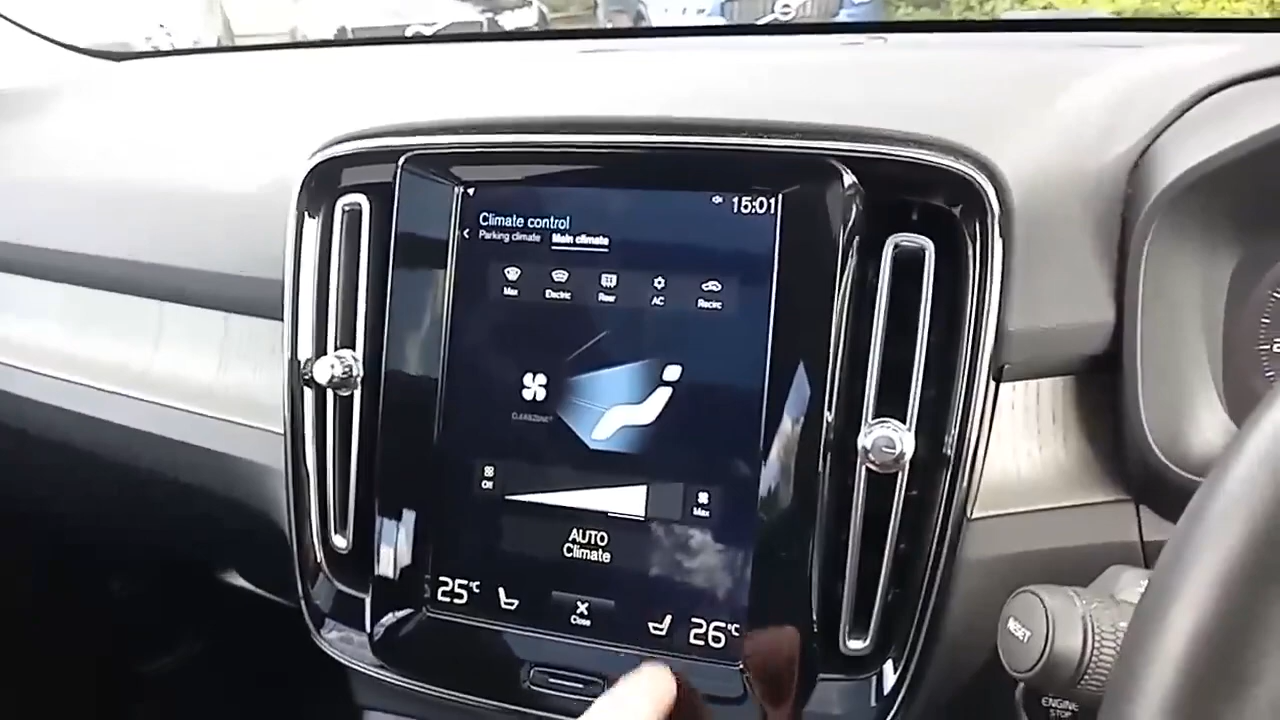 15:01
Climate control
Parking climate Main climate
Max Electric Rear AC Recirc
CLEANZONE
Off
Max
AUTO
Climate
25°C
Close
26°C
RESET
ENGINE
STOP